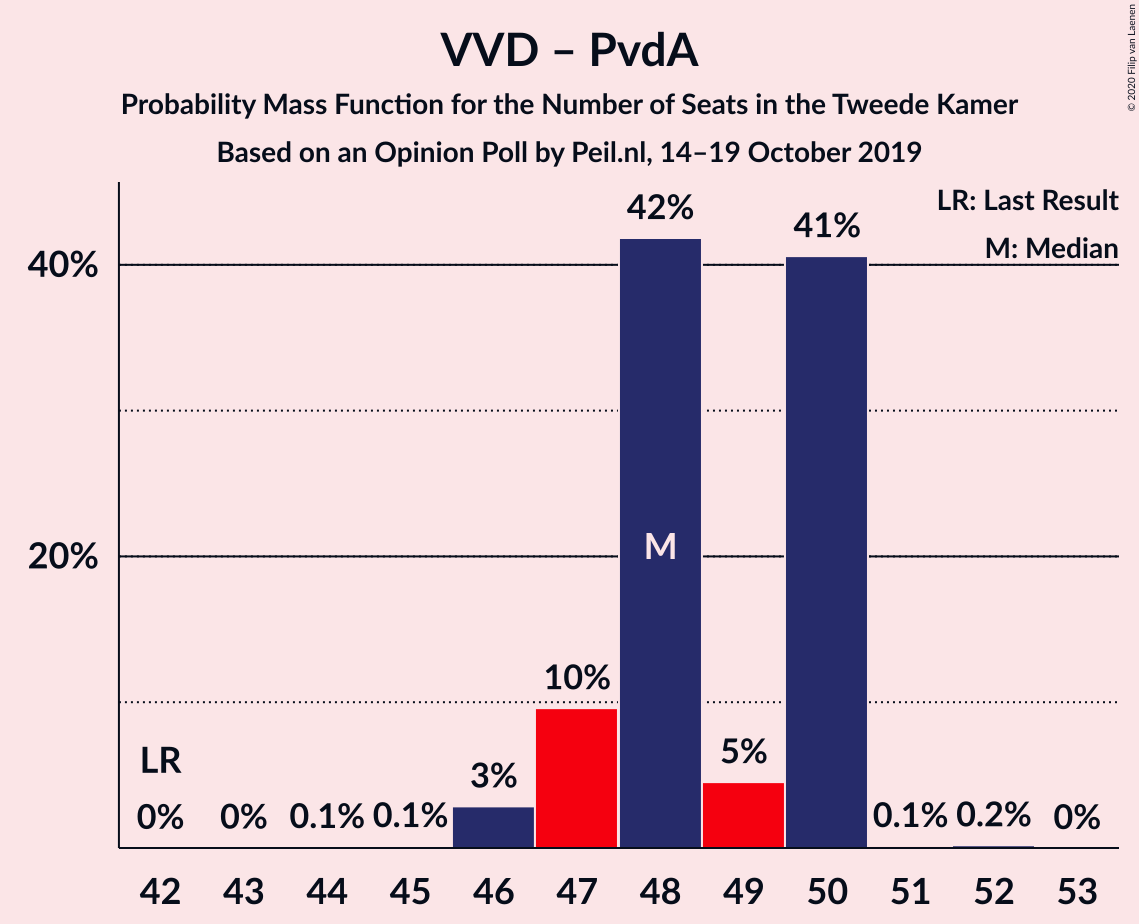 VVD – PvdA
Probability Mass Function for the Number of Seats in the Tweede Kamer
Based on an Opinion Poll by Peil.nl, 14–19 October 2019
© 2020 Filip van Laenen
LR: Last Result
M: Median
40%
20%
42%
41%
M
10%
5%
3%
LR
0%
0%
0.1%
0.1%
0.1%
0.2%
0%
42 43 44 45 46 47 48 49 50 51 52 53